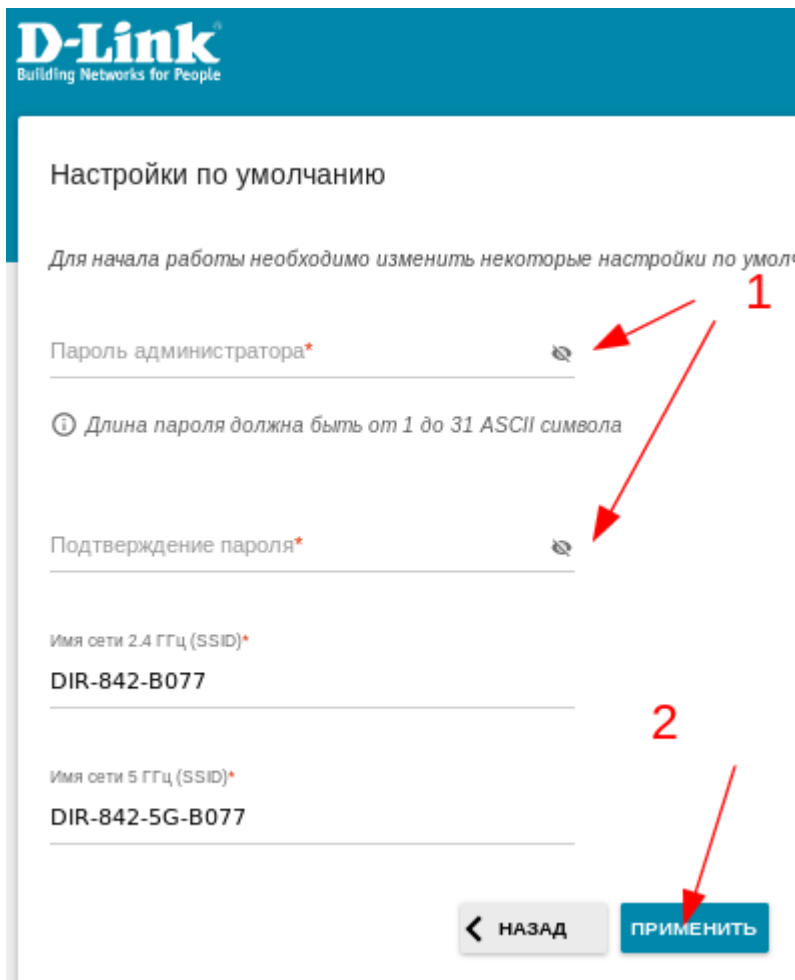 D-Link
Building Networks for People
Настройки по умолчанию
Для начала работы необходимо изменить некоторые настройки по умолч
1
Пароль администратора*
Длина пароля должна быть от 1 до 31 ASCII символа
Подтверждение пароля*
Имя сети 2.4 ГГц (SSID)*
DIR-842-B077
2
Имя сети 5 ГГц (SSID)*
DIR-842-5G-B077
НАЗАД
ПРИМЕНИТЬ